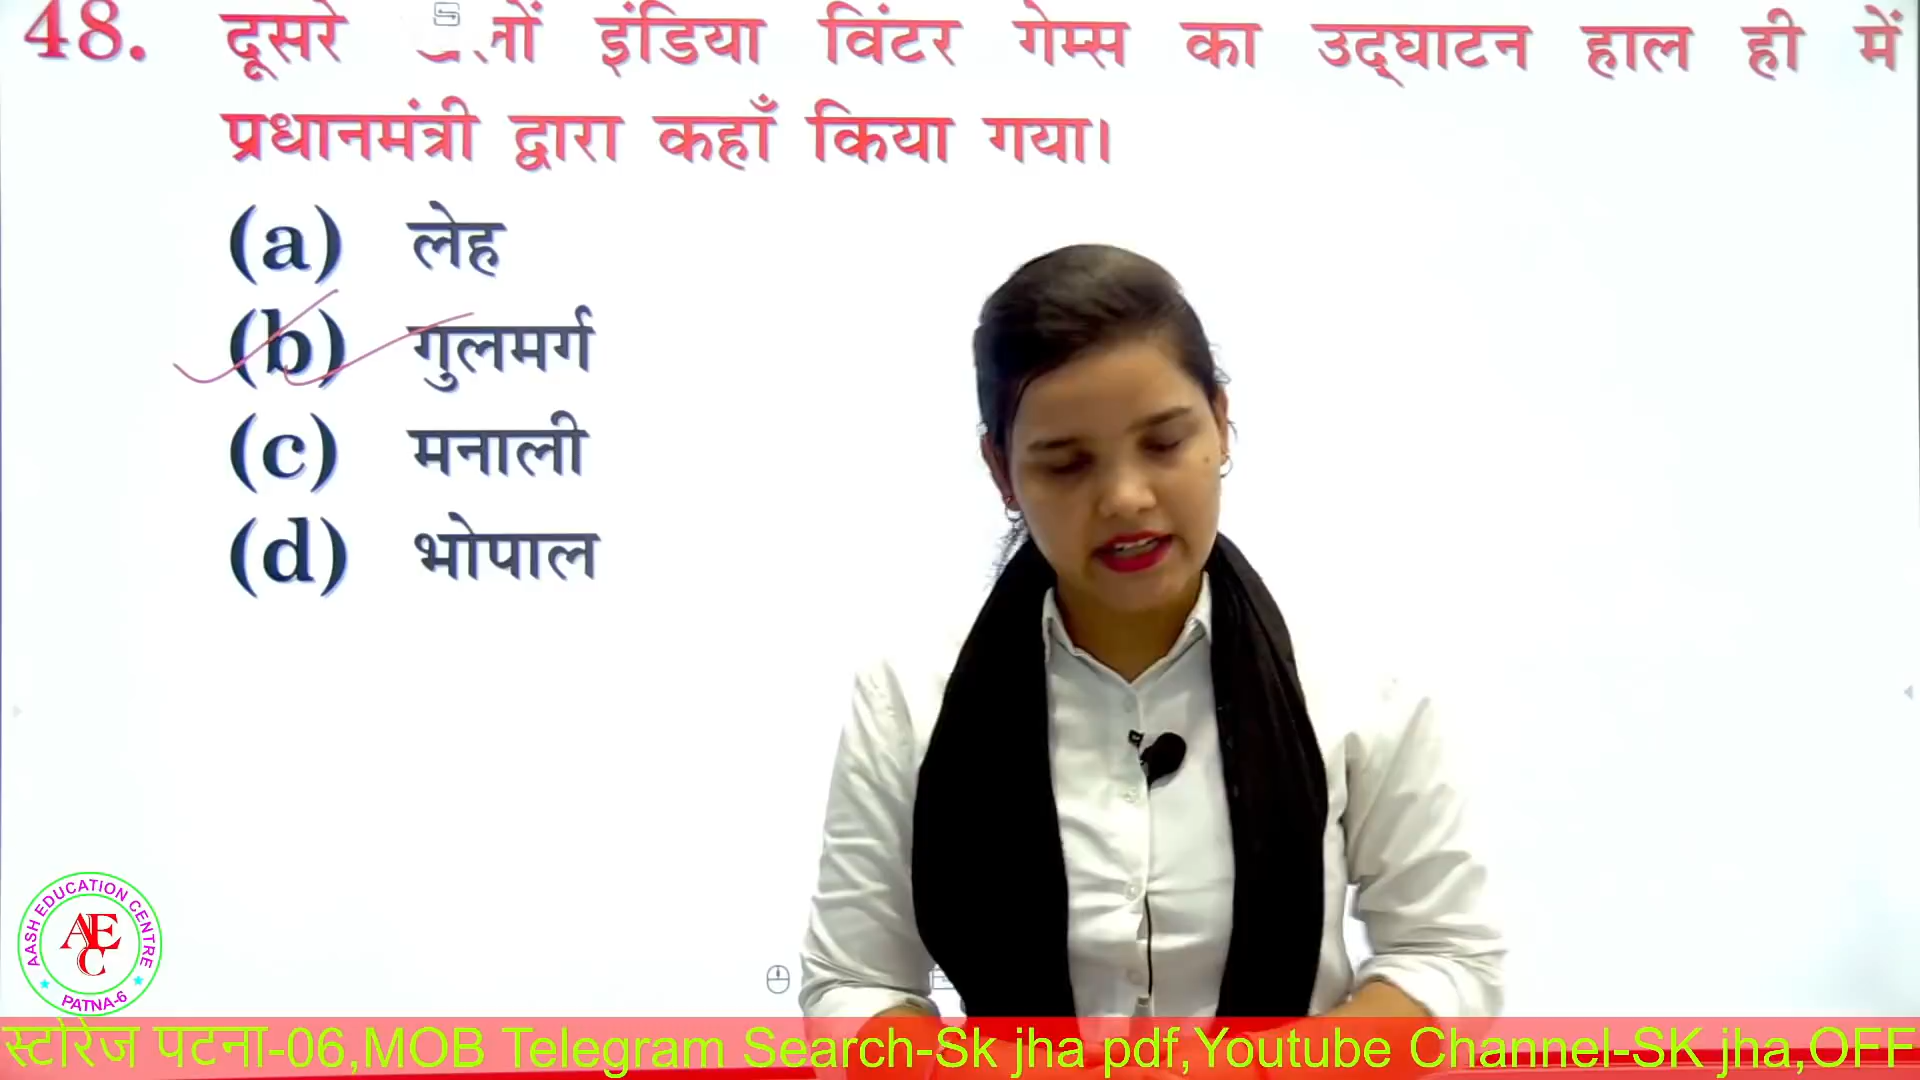 48. दूसरे इंडिया विंटर गेम्स का उद्घाटन हाल ही में
प्रधानमंत्री द्वारा कहाँ किया गया।
(a) लेह
(b) गुलमर्ग
(c) मनाली
(d) भोपाल
AASH EDUCATION CENTRE
AEC
PATNA-6
स्टोरेज पटना-06,MOB Telegram Search-Sk jha pdf,Youtube Channel-SK jha,OFF